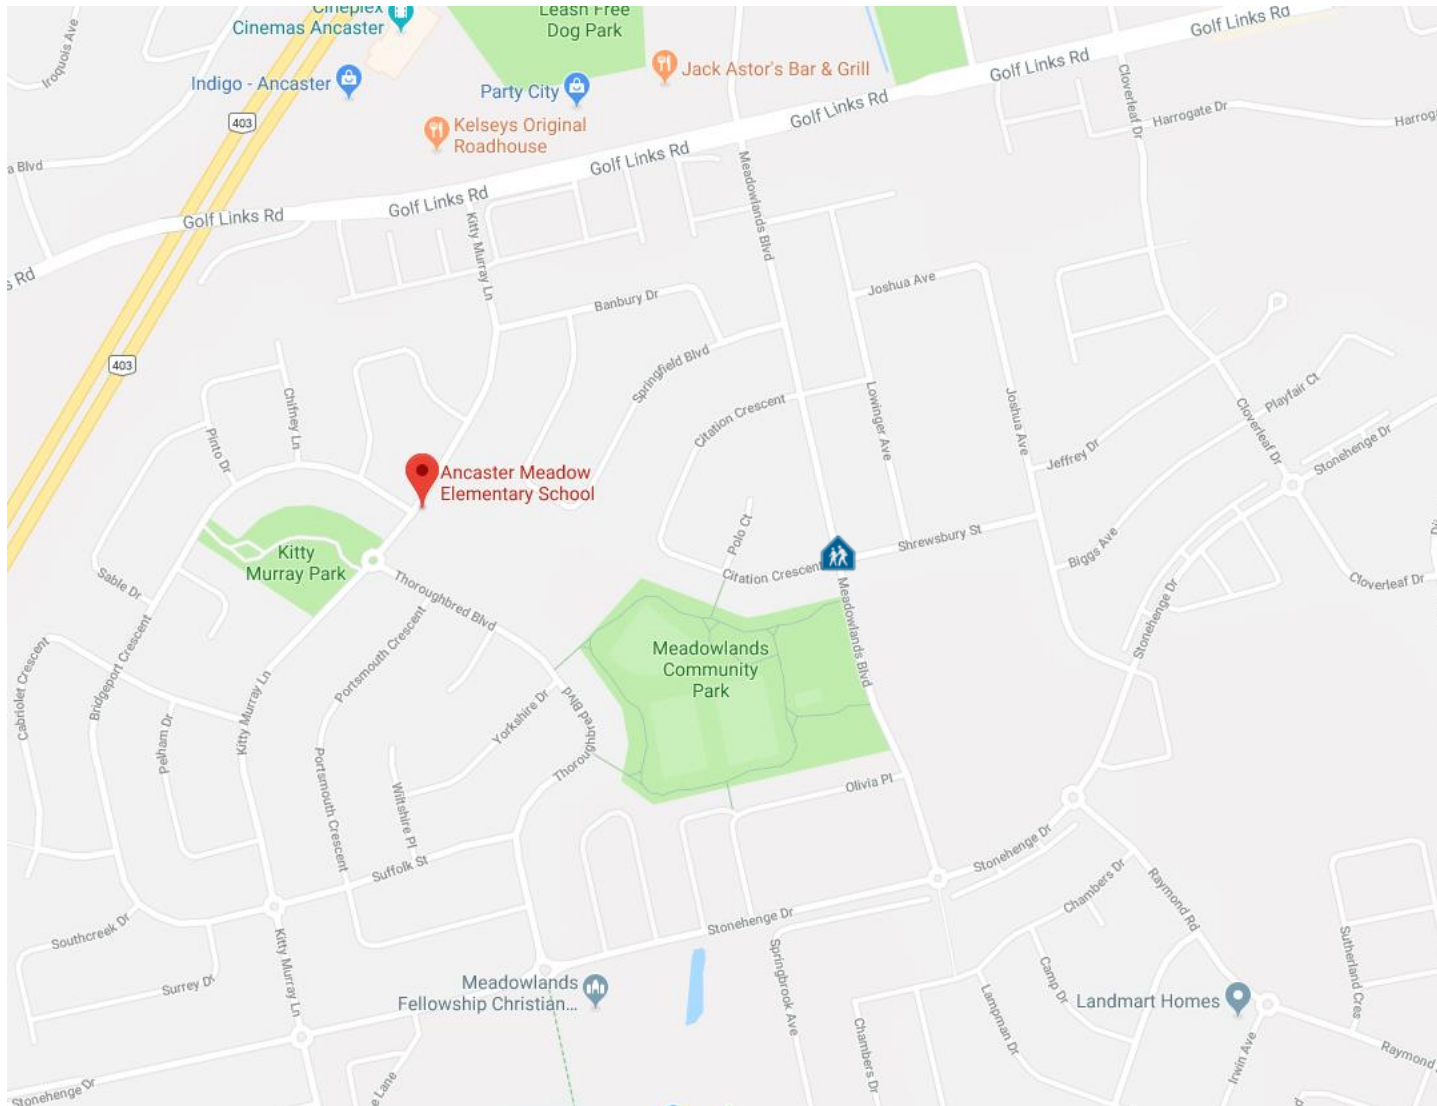 Cineplex
Cinemas Ancaster
Leash Free
Dog Park
Golf Links Rd
Iroquois Ave
Indigo - Ancaster
Party City
Jack Astor's Bar & Grill
Golf Links Rd
Cloverleaf Dr
Golf Links Rd
Harrogate Dr
403
Kelseys Original
Roadhouse
Golf Links Rd
Meadowlands Blvd
Golf Links Rd
Golf Links Rd
Kitty Murray Ln
Joshua Ave
Banbury Dr
403
Springfield Blvd
Lowinger Ave
Joshua Ave
Playfair Ct
Cloverleaf Dr
Chifney Ln
Citation Crescent
Pinto Dr
Jeffrey Dr
Stonehenge Dr
Ancaster Meadow
Elementary School
Polo Ct
Shrewsbury St
Biggs Ave
Kitty
Murray Park
Citation Crescent
Sable Dr
Thoroughbred Blvd
Cloverleaf Dr
Stonehenge Dr
Meadowlands Blvd
Portsmouth Crescent
Bridgeport Crescent
Cabriolet Crescent
Meadowlands
Community
Park
Kitty Murray Ln
Yorkshire Dr
Thoroughbred Blvd
Pelham Dr
Portsmouth Crescent
Wiltshire Pl
Olivia Pl
Suffolk St
Stonehenge Dr
Chambers Dr
Raymond Rd
Southcreek Dr
Stonehenge Dr
Kitty Murray Ln
Springbrook Ave
Sutherland Cres
Surrey Dr
Meadowlands
Fellowship Christian...
Camp Dr
Lampman Dr
Landmart Homes
Chambers Dr
Irwin Ave
Raymond
Stonehenge Dr